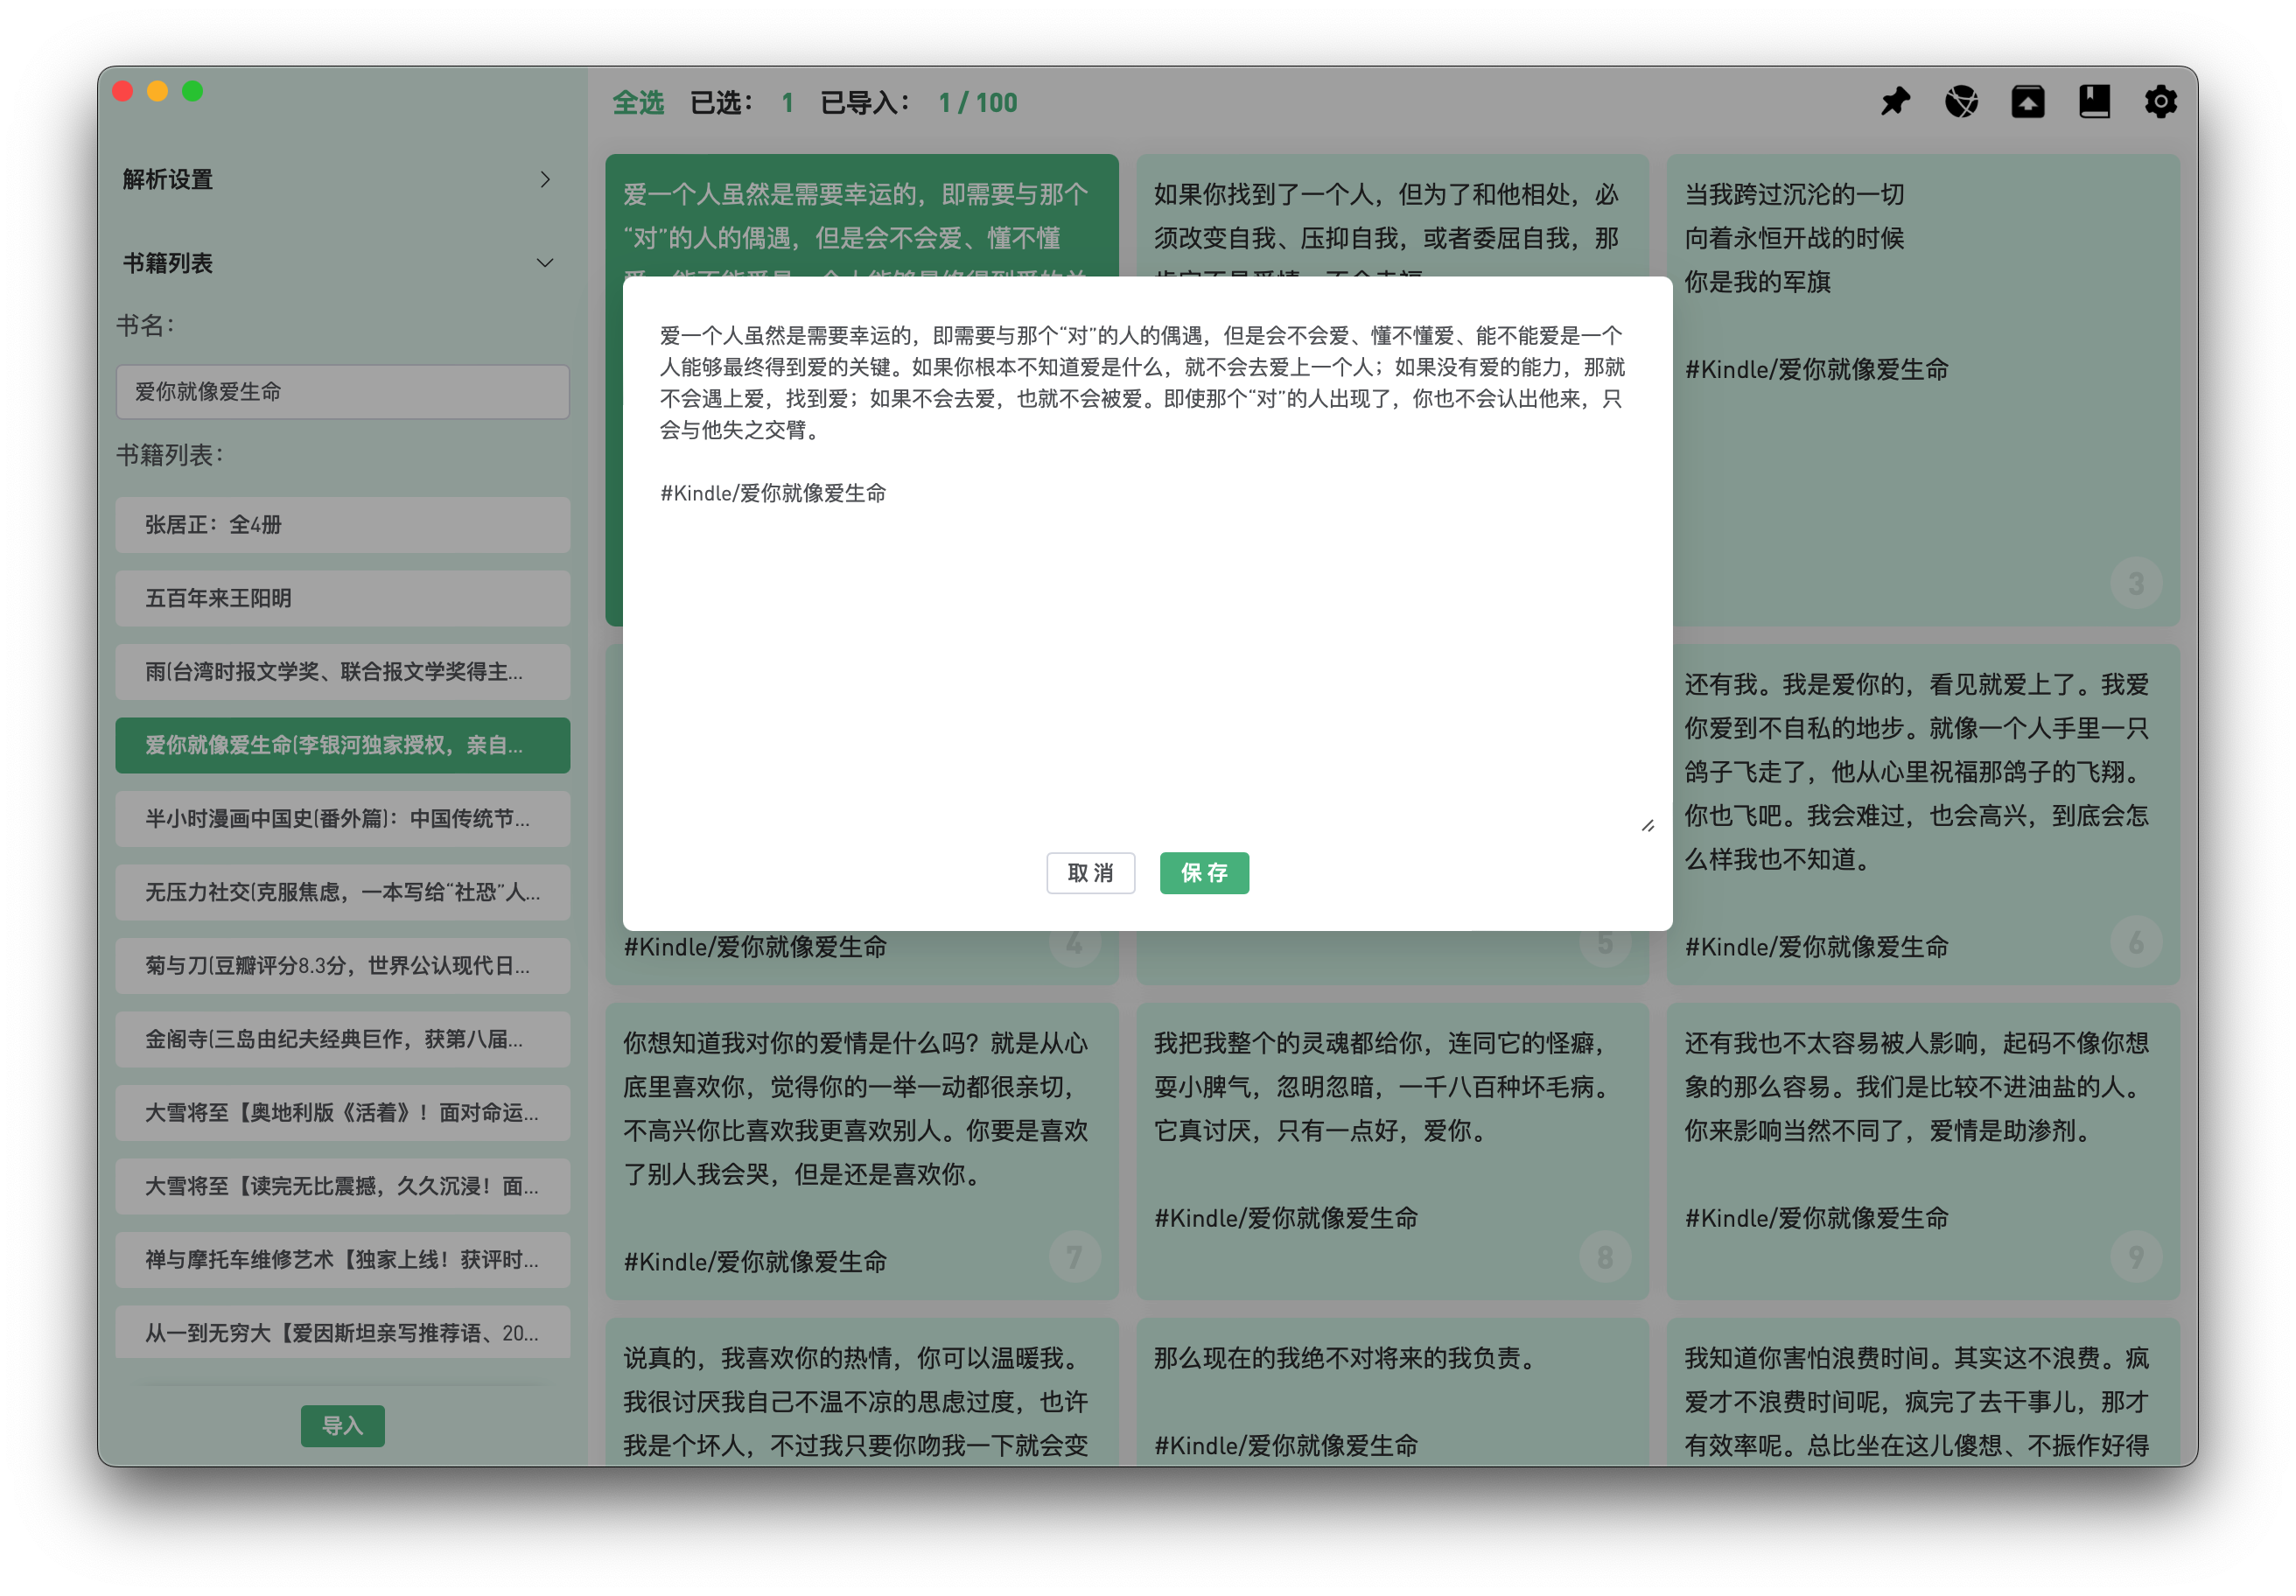 全选 已选： 1 已导入： 1 / 100
解析设置
书籍列表
书名：
爱你就像爱生命
书籍列表：
张居正：全4册
五百年来王阳明
雨(台湾时报文学奖、联合报文学奖得主...
爱你就像爱生命(李银河独家授权，亲自...
半小时漫画中国史(番外篇)：中国传统节...
无压力社交(克服焦虑，一本写给“社恐”人...
菊与刀(豆瓣评分8.3分，世界公认现代日...
金阁寺(三岛由纪夫经典巨作，获第八届...
大雪将至【奥地利版《活着》！面对命运...
大雪将至【读完无比震撼，久久沉浸！面...
禅与摩托车维修艺术【独家上线！获评时...
从一到无穷大【爱因斯坦亲写推荐语、20...
导入
爱一个人虽然是需要幸运的，即需要与那个
“对”的人的偶遇，但是会不会爱、懂不懂
爱、能不能爱是一个人能够最终得到爱的关
如果你找到了一个人，但为了和他相处，必
须改变自我、压抑自我，或者委屈自我，那
当我跨过沉沦的一切
向着永恒开战的时候
你是我的军旗
#Kindle/爱你就像爱生命
3
爱一个人虽然是需要幸运的，即需要与那个“对”的人的偶遇，但是会不会爱、懂不懂爱、能不能爱是一个
人能够最终得到爱的关键。如果你根本不知道爱是什么，就不会去爱上一个人；如果没有爱的能力，那就
不会遇上爱，找到爱；如果不会去爱，也就不会被爱。即使那个“对”的人出现了，你也不会认出他来，只
会与他失之交臂。
#Kindle/爱你就像爱生命
取 消
保 存
#Kindle/爱你就像爱生命
4
5
还有我。我是爱你的，看见就爱上了。我爱
你爱到不自私的地步。就像一个人手里一只
鸽子飞走了，他从心里祝福那鸽子的飞翔。
你也飞吧。我会难过，也会高兴，到底会怎
么样我也不知道。
#Kindle/爱你就像爱生命
6
你想知道我对你的爱情是什么吗？就是从心
底里喜欢你，觉得你的一举一动都很亲切，
不高兴你比喜欢我更喜欢别人。你要是喜欢
了别人我会哭，但是还是喜欢你。
#Kindle/爱你就像爱生命
7
我把我整个的灵魂都给你，连同它的怪癖，
耍小脾气，忽明忽暗，一千八百种坏毛病。
它真讨厌，只有一点好，爱你。
#Kindle/爱你就像爱生命
8
还有我也不太容易被人影响，起码不像你想
象的那么容易。我们是比较不进油盐的人。
你来影响当然不同了，爱情是助渗剂。
#Kindle/爱你就像爱生命
9
说真的，我喜欢你的热情，你可以温暖我。
我很讨厌我自己不温不凉的思虑过度，也许
我是个坏人，不过我只要你吻我一下就会变
那么现在的我绝不对将来的我负责。
#Kindle/爱你就像爱生命
我知道你害怕浪费时间。其实这不浪费。疯
爱才不浪费时间呢，疯完了去干事儿，那才
有效率呢。总比坐在这儿傻想、不振作好得